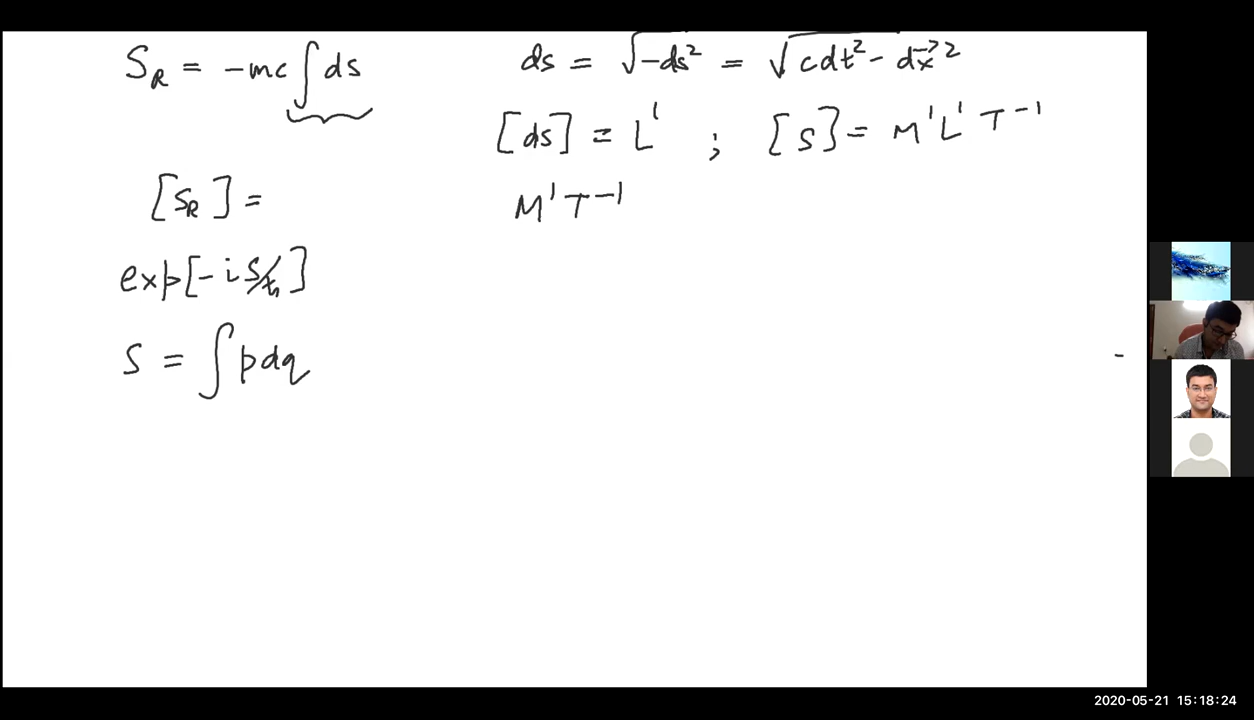 S_R = -mc ∫ ds    ds = √-ds² = √cdt² - dx⃗²
[ds] = L¹ ; [S] = M¹L¹T⁻¹
[S_R] =    M¹T⁻¹
exp[-iS/ħ]
S = ∫pdq
2020-05-21 15:18:24